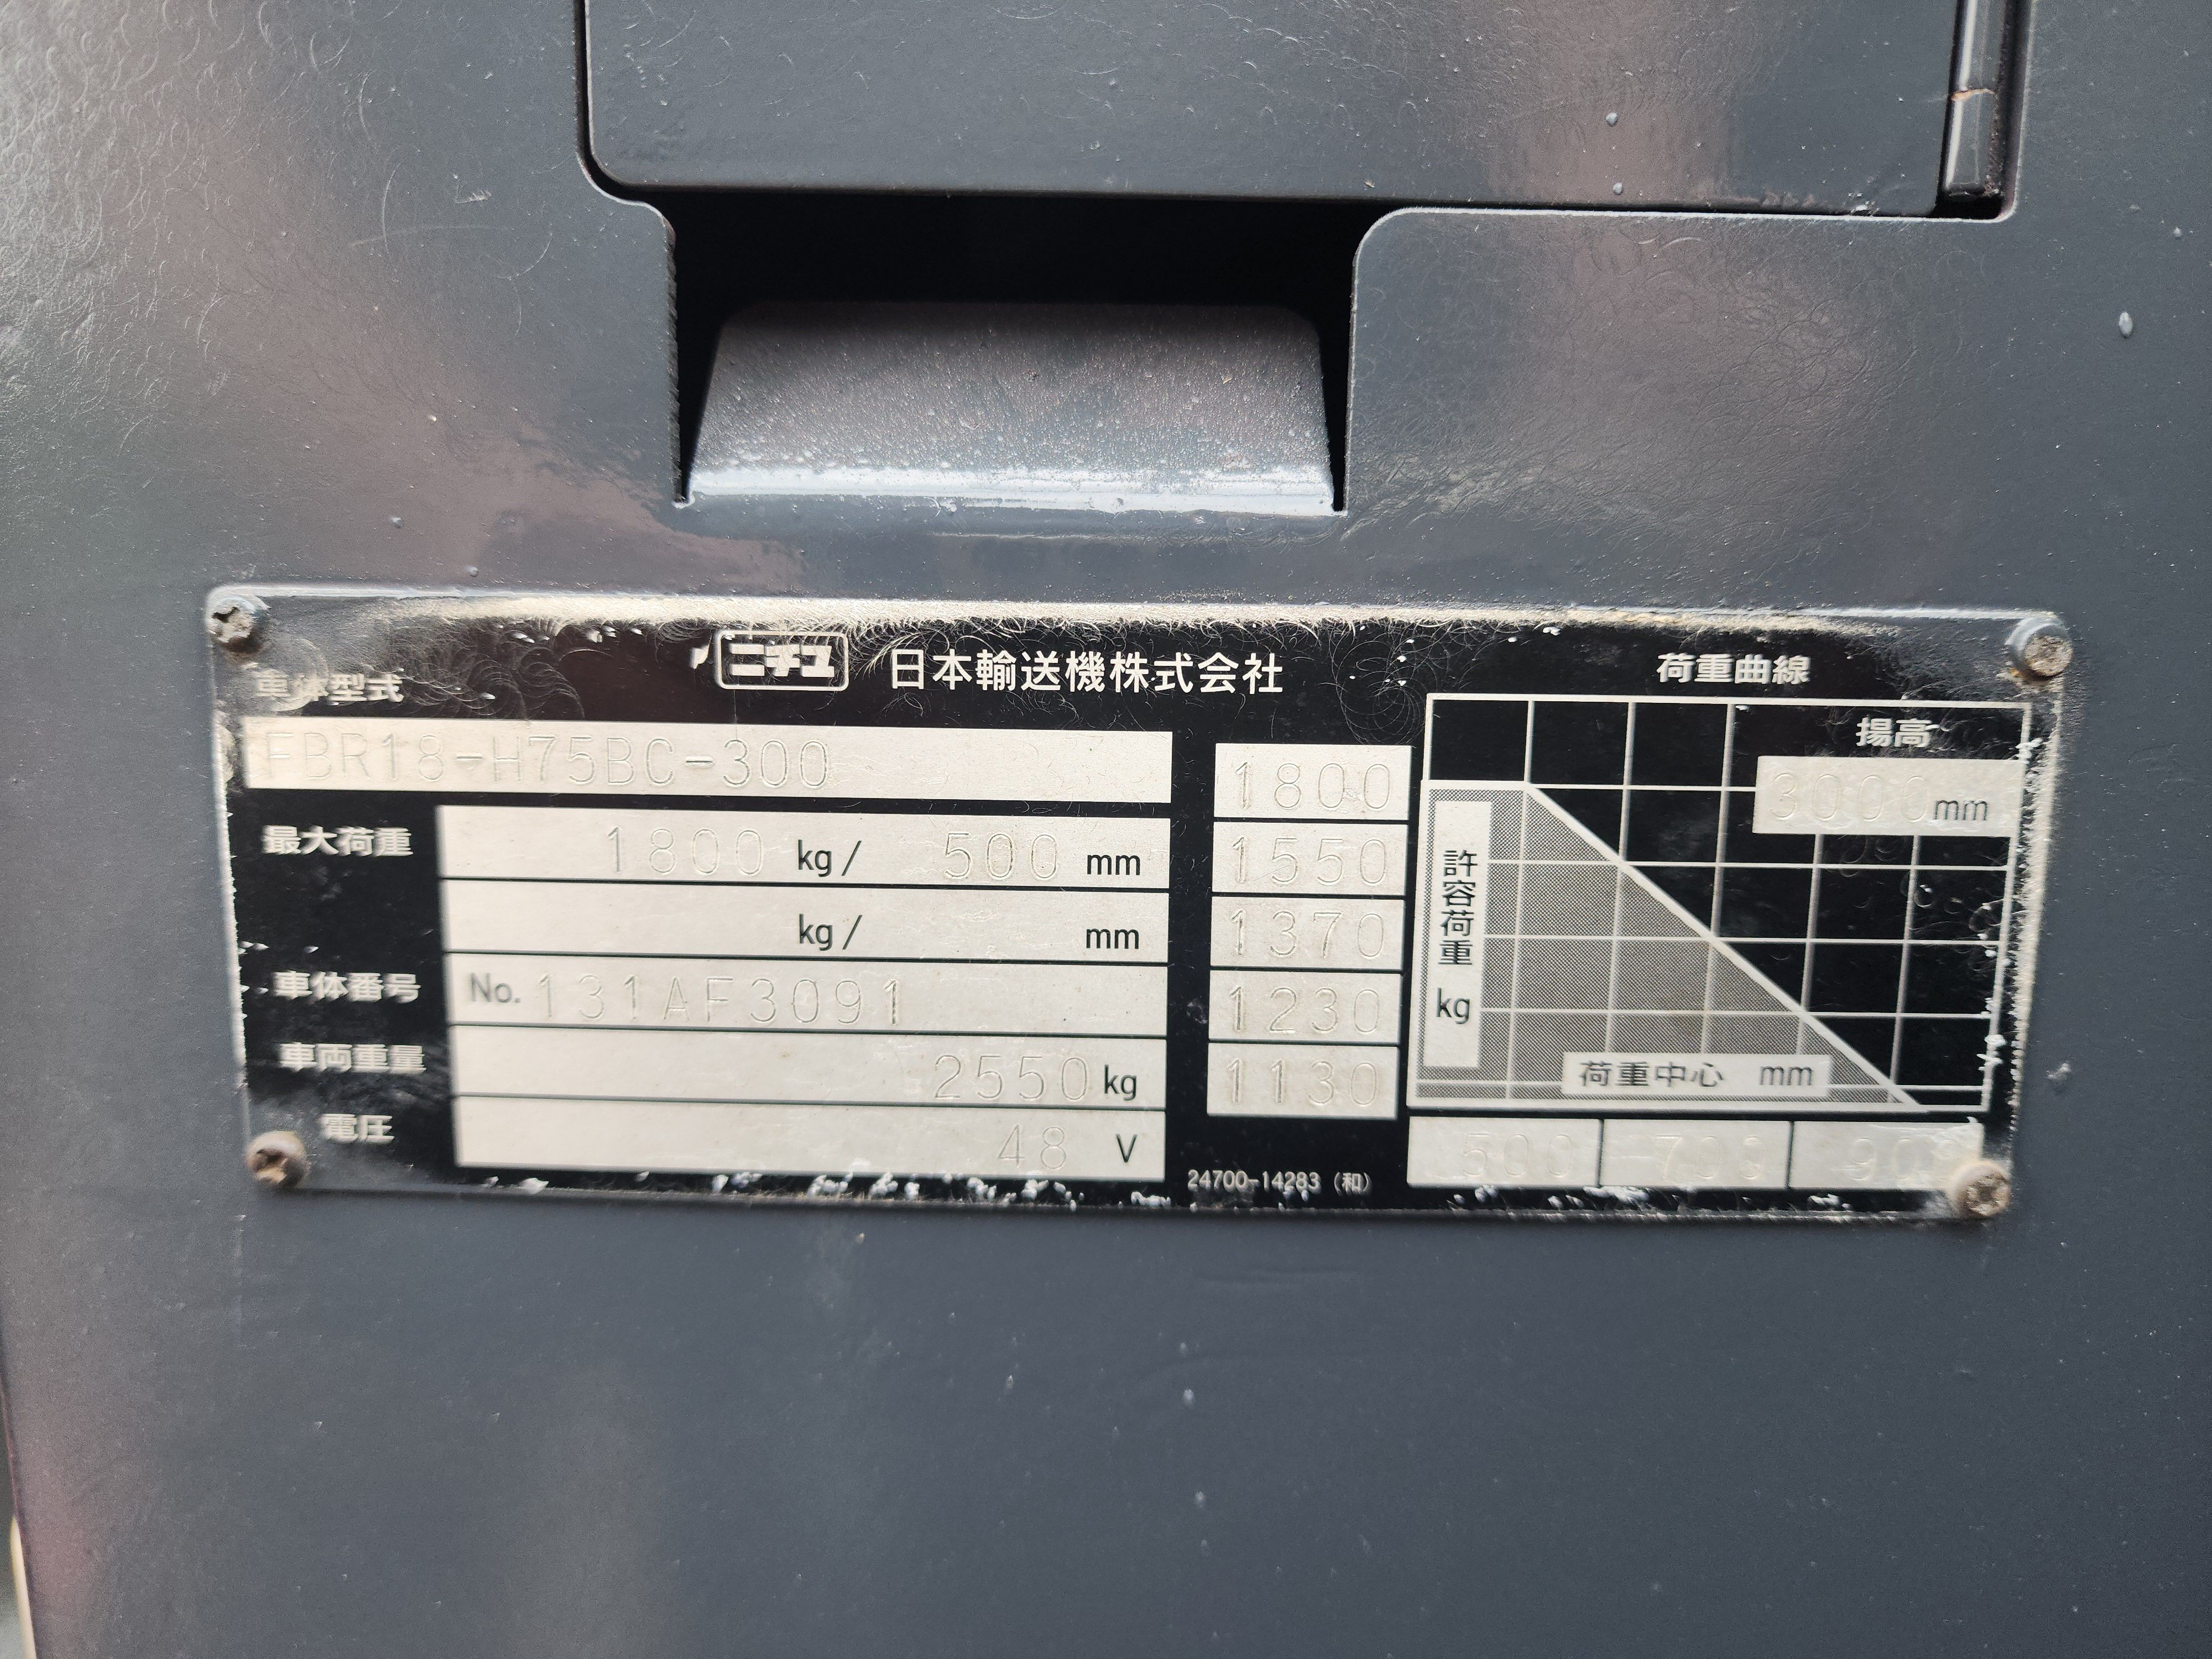 ニチユ 日本輸送機株式会社
車体型式
FBR18-H75BC-300
最大荷重 1800 kg/ 500 mm
kg/ mm
車体番号 No. 131AF3091
車両重量 2550 kg
電圧 48 V
1800
1550
1370
1230
1130
24700-14283 (和)
荷重曲線
揚高
3000mm
許容荷重 kg
荷重中心 mm
500 700